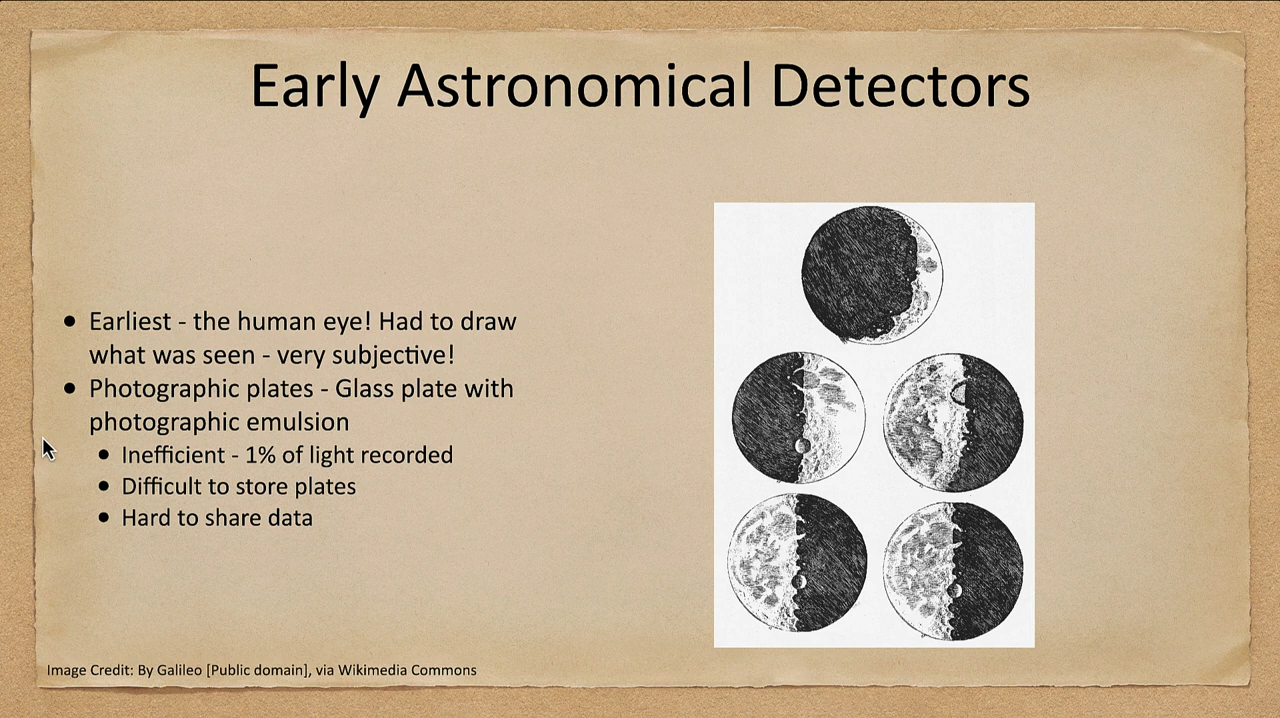 Early Astronomical Detectors
• Earliest - the human eye! Had to draw
what was seen - very subjective!
• Photographic plates - Glass plate with
photographic emulsion
• Inefficient - 1% of light recorded
• Difficult to store plates
• Hard to share data
Image Credit: By Galileo [Public domain], via Wikimedia Commons